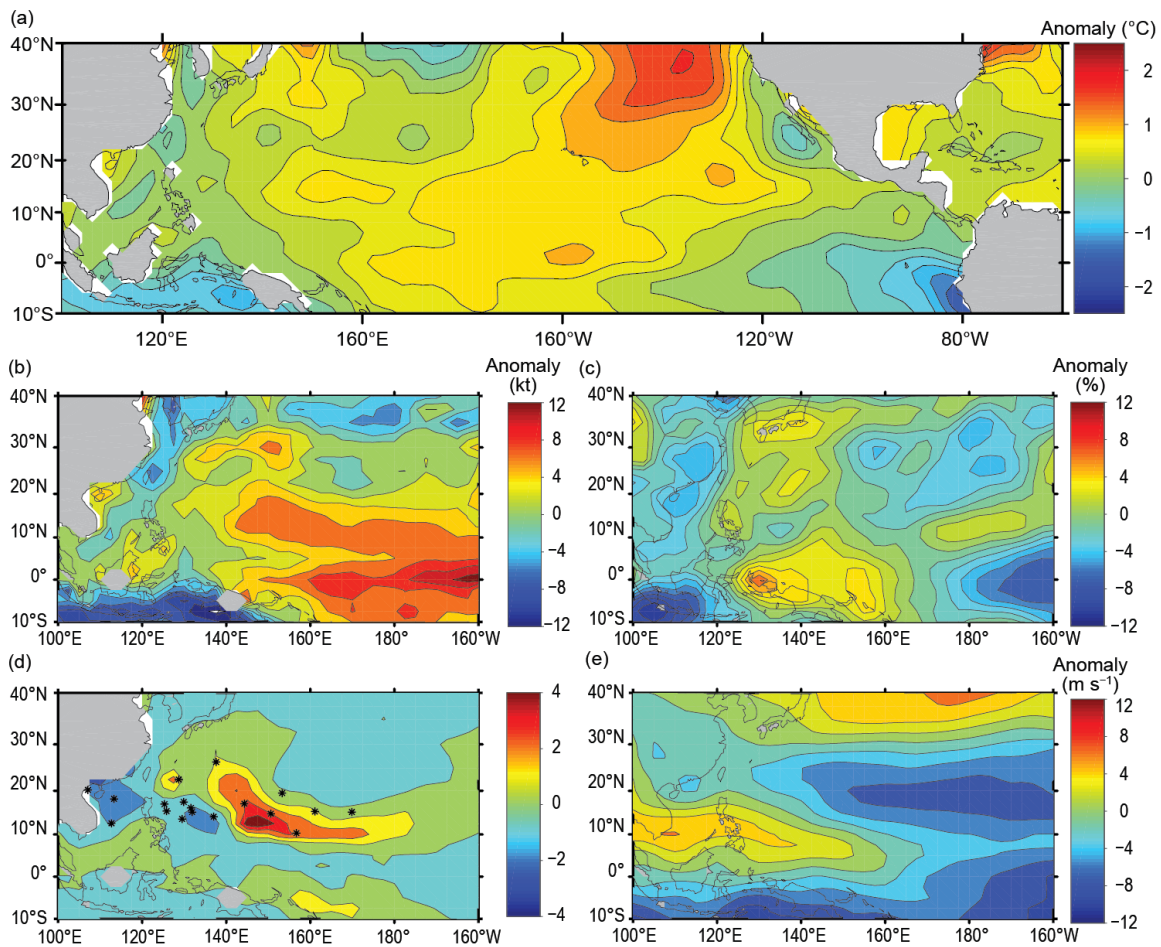 (a)
Anomaly (°C)
40°N
30°N
20°N
10°N
0°
10°S
120°E
160°E
160°W
120°W
80°W
2
1
0
−1
−2
(b)
Anomaly
(kt)
40°N
30°N
20°N
10°N
0°
10°S
100°E
120°E
140°E
160°E
180°E
160°W
12
8
4
0
−4
−8
−12
(c)
Anomaly
(%)
40°N
30°N
20°N
10°N
0°
10°S
100°E
120°E
140°E
160°E
180°E
160°W
12
8
4
0
−4
−8
−12
(d)
40°N
30°N
20°N
10°N
0°
10°S
100°E
120°E
140°E
160°E
180°E
160°W
4
2
0
−2
−4
(e)
Anomaly
(m s⁻¹)
40°N
30°N
20°N
10°N
0°
10°S
100°E
120°E
140°E
160°E
180°E
160°W
12
8
4
0
−4
−8
−12